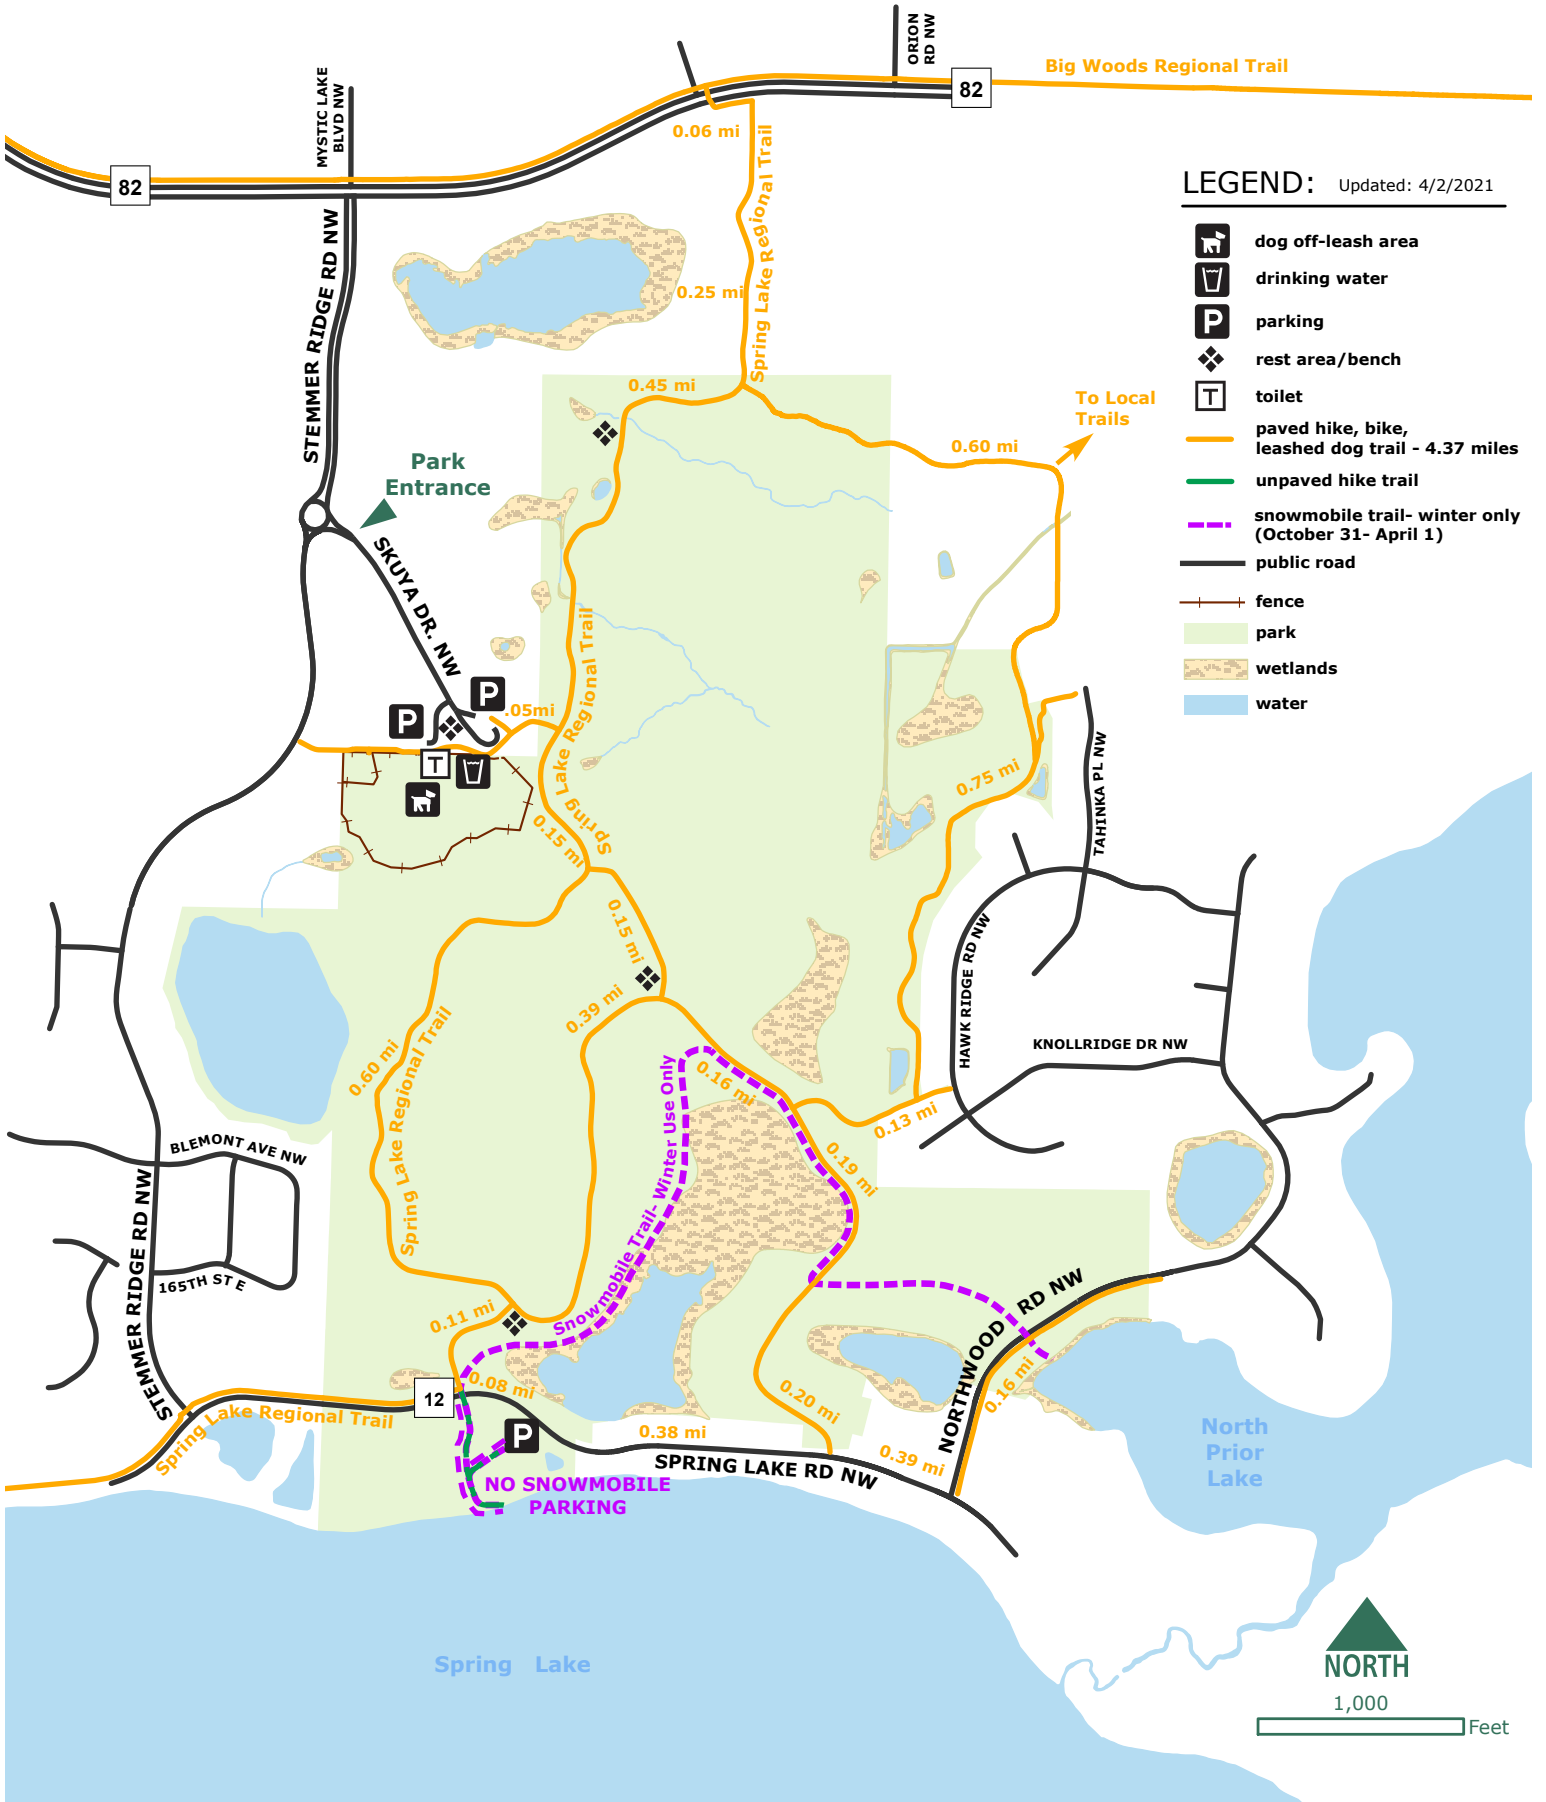 ORION
RD NW
Big Woods Regional Trail
82
MYSTIC LAKE
BLVD NW
0.06 mi
82
Spring Lake Regional Trail
LEGEND: Updated: 4/2/2021
dog off-leash area
drinking water
P parking
rest area/bench
T toilet
paved hike, bike,
leashed dog trail - 4.37 miles
unpaved hike trail
snowmobile trail- winter only
(October 31- April 1)
public road
fence
park
wetlands
water
STEMMER RIDGE RD NW
0.25 mi
0.45 mi
To Local
Trails
0.60 mi
Park
Entrance
SKUYA DR. NW
Spring Lake Regional Trail
P
P
.05mi
T
0.75 mi
TAHINKA PL NW
0.15 mi
0.15 mi
HAWK RIDGE RD NW
0.39 mi
KNOLLRIDGE DR NW
0.60 mi
Spring Lake Regional Trail
Snowmobile Trail- Winter Use Only
0.16 mi
0.13 mi
BLEMONT AVE NW
0.19 mi
STEMMER RIDGE RD NW
165TH ST E
0.11 mi
NORTHWOOD RD NW
0.16 mi
12
0.08 mi
0.20 mi
Spring Lake Regional Trail
P
0.38 mi
0.39 mi
SPRING LAKE RD NW
North
Prior
Lake
NO SNOWMOBILE
PARKING
Spring Lake
NORTH
1,000
Feet